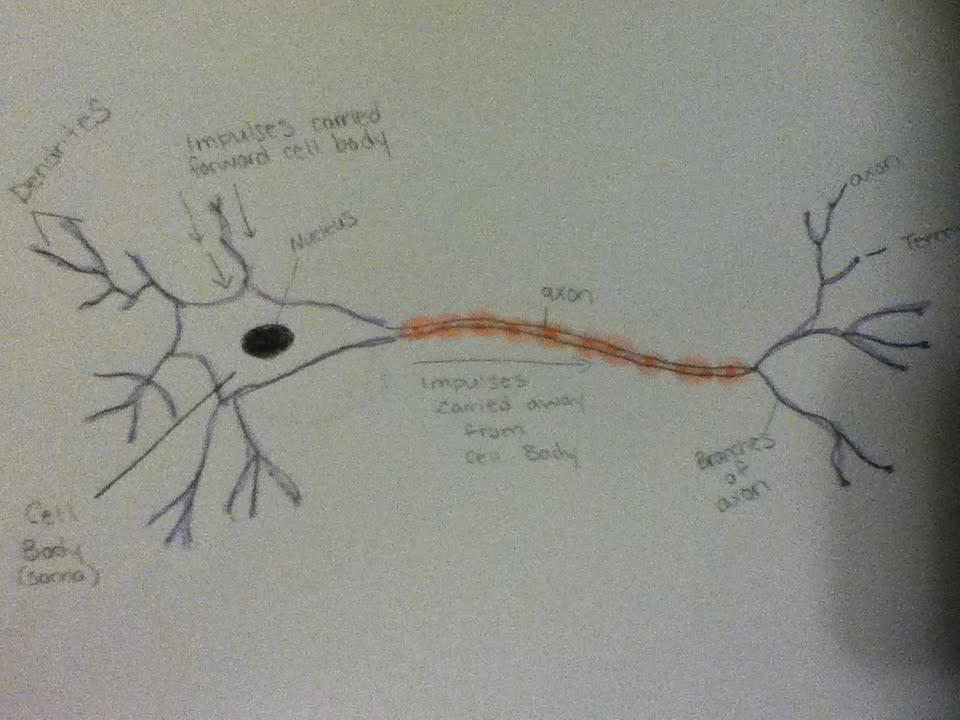 Dendrites
Impulses carried
forward cell body
Nucleus
axon
axon
Impulses
carried away
from
cell Body
Branches
of
axon
Cell
Body
(soma)